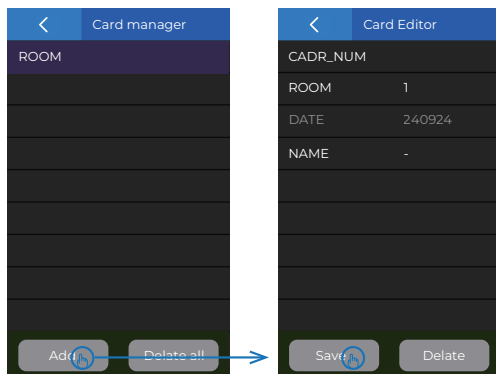 Card manager
ROOM
Add
Delate all
Card Editor
CADR_NUM
ROOM 1
DATE 240924
NAME -
Save
Delate